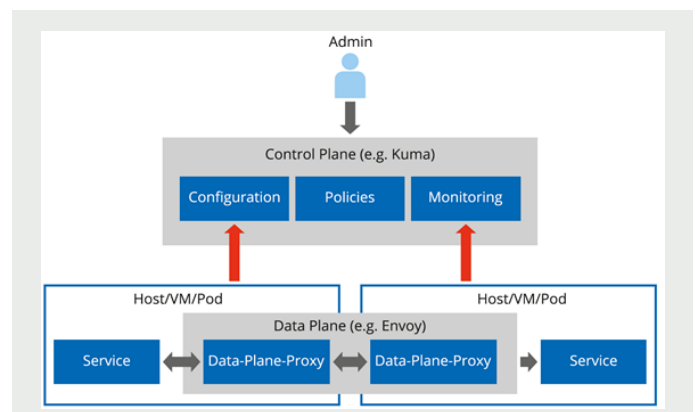 Admin
Control Plane (e.g. Kuma)
Configuration
Policies
Monitoring
Host/VM/Pod
Host/VM/Pod
Data Plane (e.g. Envoy)
Service
Data-Plane-Proxy
Data-Plane-Proxy
Service